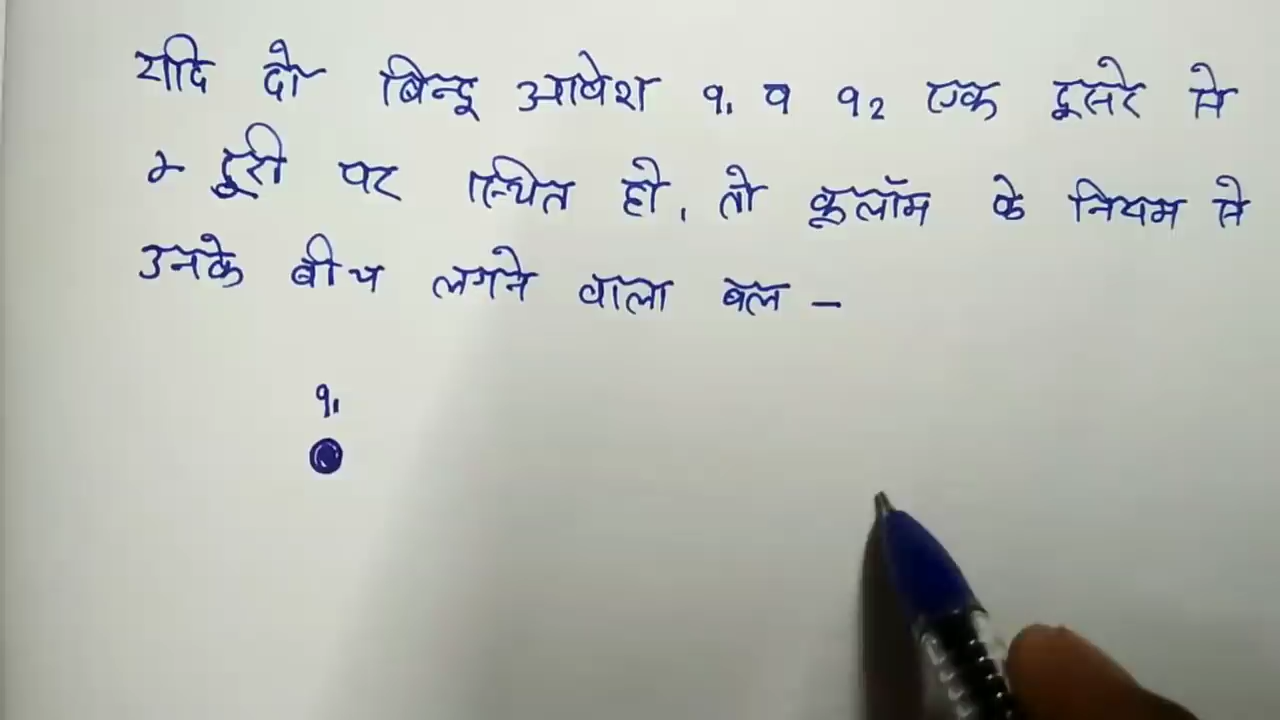 यदि दो बिन्दू आवेश q₁ व q₂ एक दूसरे से
r दूरी पर स्थित हो, तो कूलॉम के नियम से
उनके बीच लगने वाला बल –
q₁